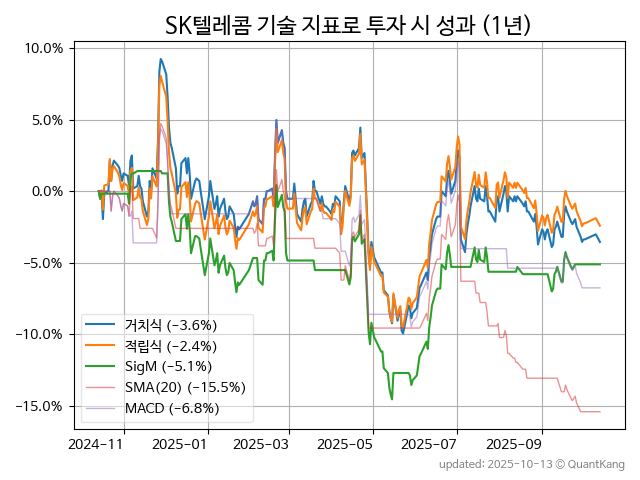 SK텔레콤 기술 지표로 투자 시 성과 (1년)
10.0%
5.0%
0.0%
−5.0%
−10.0%
−15.0%
거치식 (−3.6%)
적립식 (−2.4%)
SigM (−5.1%)
SMA(20) (−15.5%)
MACD (−6.8%)
2024-11 2025-01 2025-03 2025-05 2025-07 2025-09
updated: 2025-10-13 © QuantKang